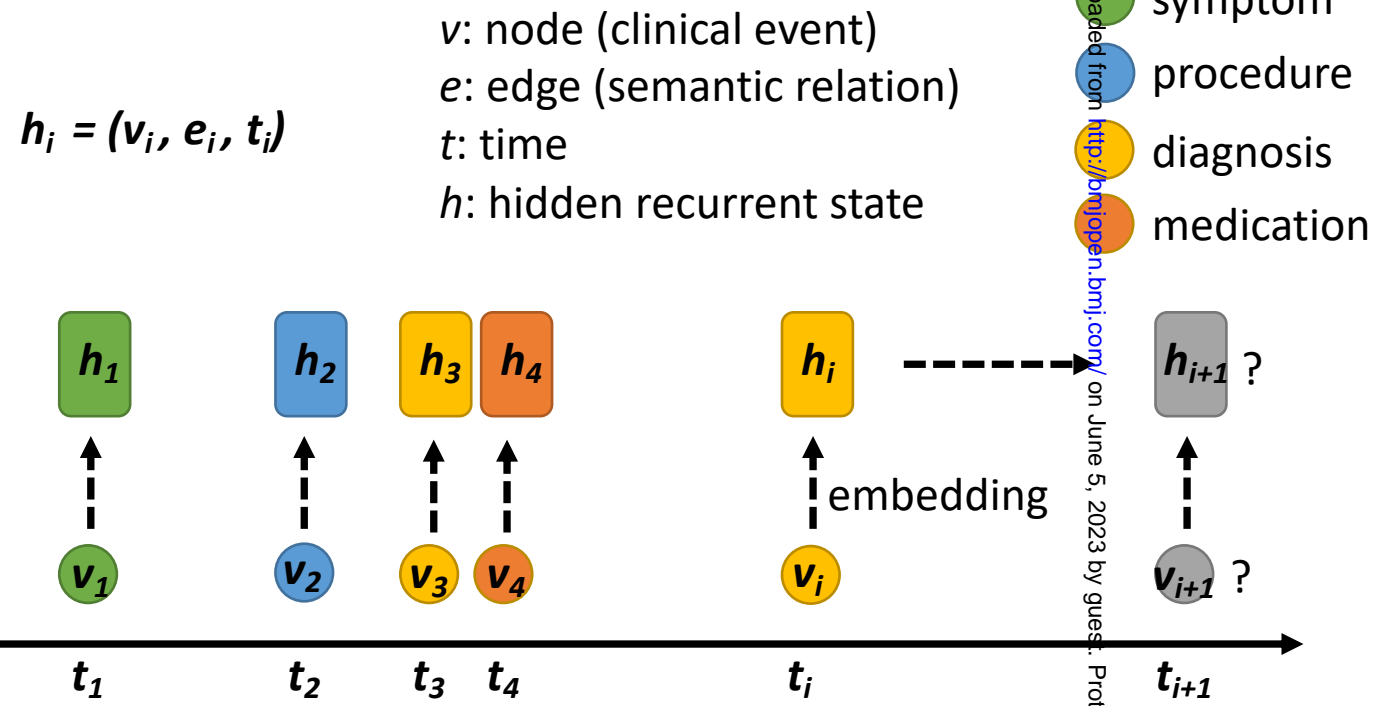 v: node (clinical event)
e: edge (semantic relation)
t: time
h: hidden recurrent state
h_i = (v_i, e_i, t_i)
symptom
procedure
diagnosis
medication
h_1
h_2
h_3
h_4
h_i
h_{i+1} ?
embedding
v_1
v_2
v_3
v_4
v_i
v_{i+1} ?
t_1
t_2
t_3
t_4
t_i
t_{i+1}
from http://bmjopen.bmj.com/ on June 5, 2023 by guest.